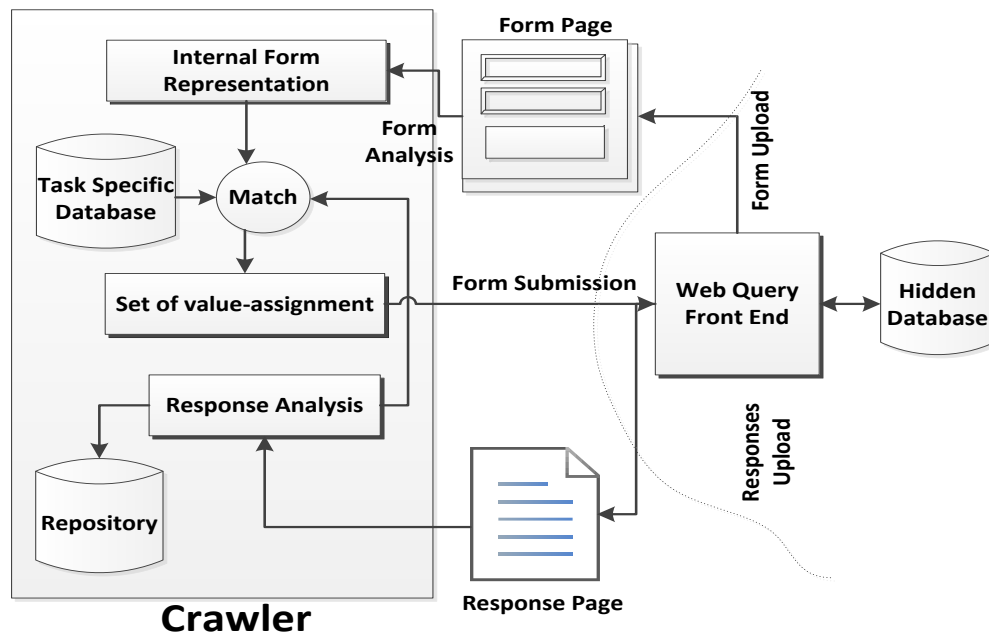 Form Page
Internal Form
Representation
Form
Analysis
Form Upload
Task Specific
Database
Match
Set of value-assignment
Form Submission
Web Query
Front End
Hidden
Database
Response Analysis
Responses
Upload
Repository
Response Page
Crawler